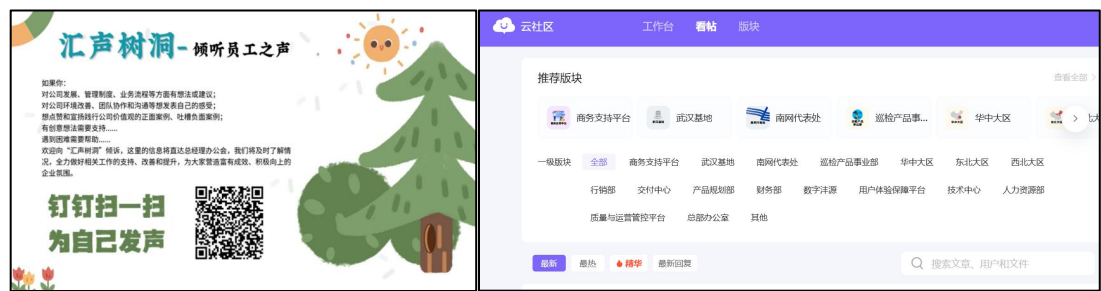 汇声树洞-倾听员工之声
如果你:
对公司发展、管理制度、业务流程等方面有想法或建议;
对公司环境改善、团队协作和沟通等想发表自己的感受;
想点赞和宣扬践行公司价值观的正面案例、吐槽负面案例;
有创意想法需要支持......
遇到困难需要帮助......
欢迎向“汇声树洞”倾诉，这里的信息将直达总经理办公会，我们将及时了解情
况，全力做好相关工作的支持、改善和提升，为大家营造富有成效、积极向上的
企业氛围。
钉钉扫一扫
为自己发声
云社区 工作台 看帖 版块
推荐版块 查看全部 >
商务支持平台 武汉基地 南网代表处 巡检产品事... 华中大区
一级版块 全部 商务支持平台 武汉基地 南网代表处 巡检产品事业部 华中大区 东北大区 西北大区
行销部 交付中心 产品规划部 财务部 数字沣源 用户体验保障平台 技术中心 人力资源部
质量与运营管控平台 总部办公室 其他
最新 最热 精华 最新回复 搜索文章、用户和文件